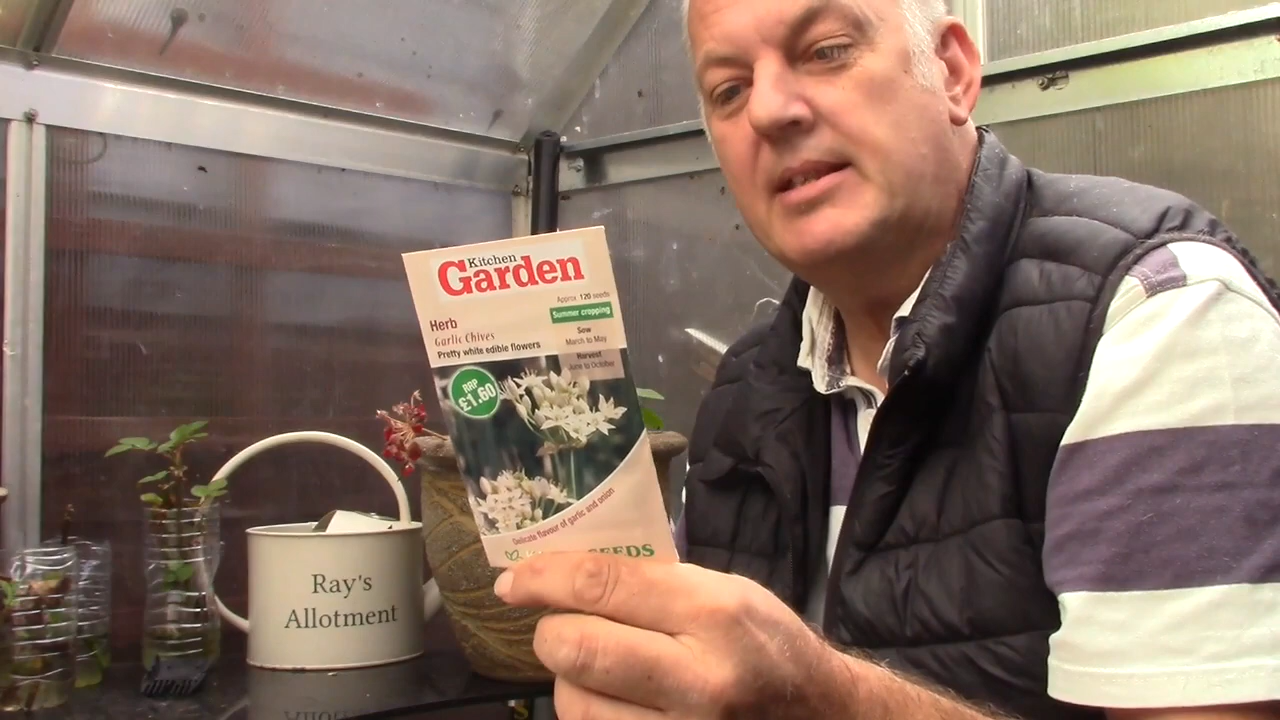 Kitchen
Garden
Approx 120 seeds
Summer cropping
Herb
Garlic Chives
Pretty white edible flowers
Sow
March to May
Harvest
June to October
RRP
£1.60
Delicate flavour of garlic and onion
SEEDS
Ray's
Allotment